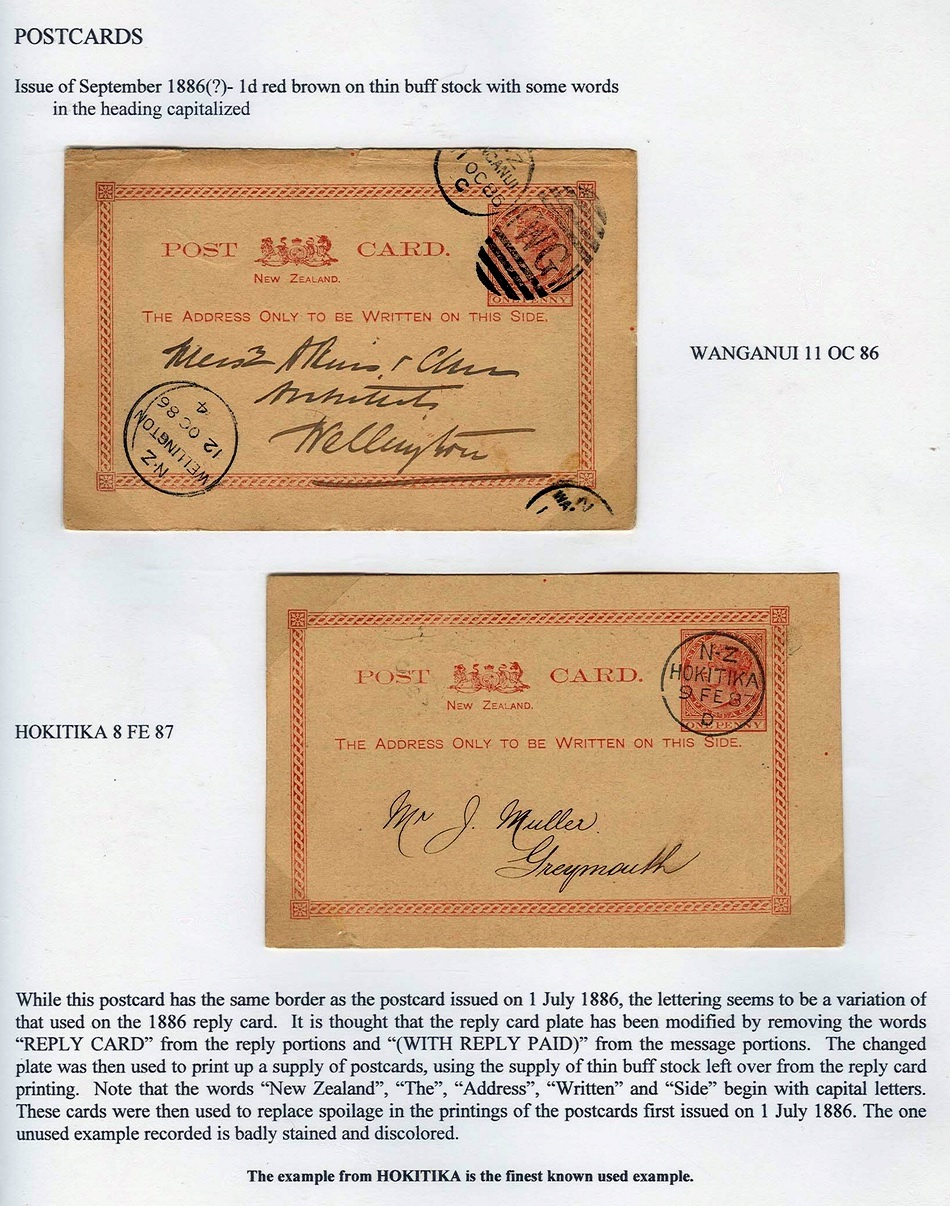 POSTCARDS
Issue of September 1886(?)- 1d red brown on thin buff stock with some words
in the heading capitalized
N·Z
WANGANUI
11 OC 86
C
WG
POST CARD.
NEW ZEALAND.
ONE PENNY
THE ADDRESS ONLY TO BE WRITTEN ON THIS SIDE.
Architects
Wellington
N·Z
WELLINGTON
12 OC 86
4
N
WA
WANGANUI 11 OC 86
POST CARD.
NEW ZEALAND.
N·Z
HOKITIKA
9 FE 87
D
ONE PENNY
THE ADDRESS ONLY TO BE WRITTEN ON THIS SIDE.
Mr J. Muller.
Greymouth
HOKITIKA 8 FE 87
While this postcard has the same border as the postcard issued on 1 July 1886, the lettering seems to be a variation of
that used on the 1886 reply card. It is thought that the reply card plate has been modified by removing the words
“REPLY CARD” from the reply portions and “(WITH REPLY PAID)” from the message portions. The changed
plate was then used to print up a supply of postcards, using the supply of thin buff stock left over from the reply card
printing. Note that the words “New Zealand”, “The”, “Address”, “Written” and “Side” begin with capital letters.
These cards were then used to replace spoilage in the printings of the postcards first issued on 1 July 1886. The one
unused example recorded is badly stained and discolored.
The example from HOKITIKA is the finest known used example.